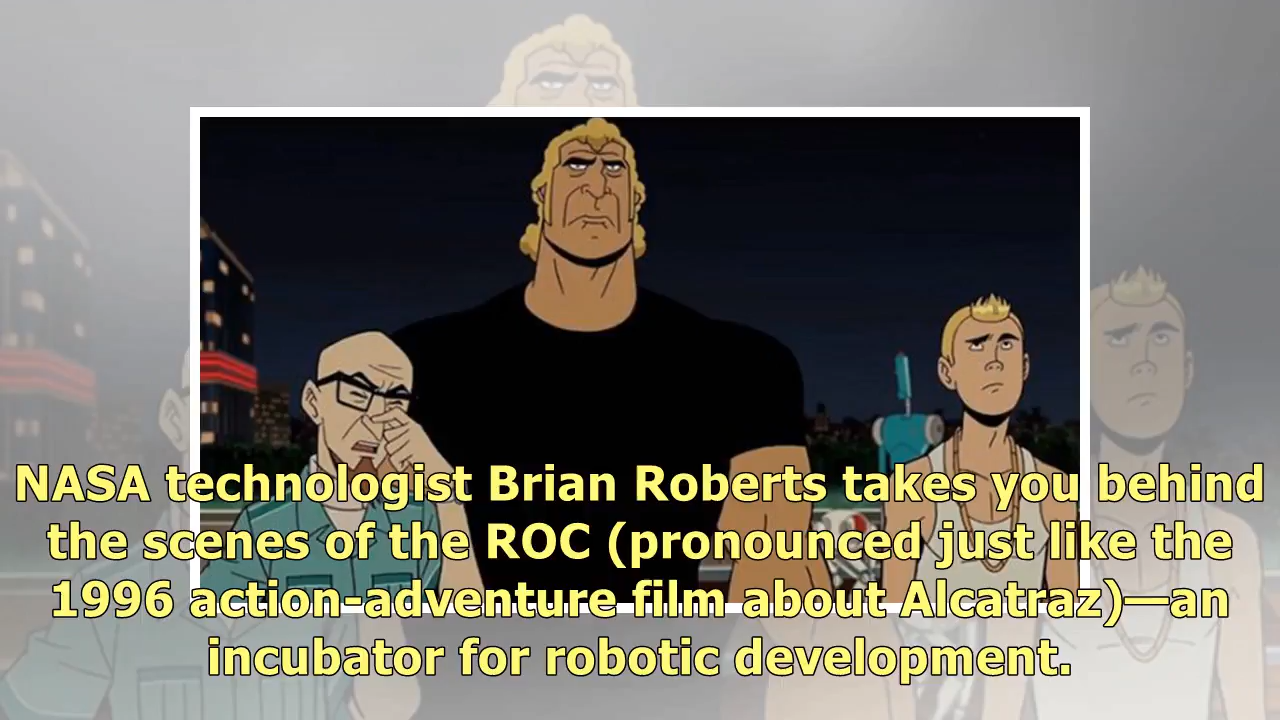 NASA technologist Brian Roberts takes you behind
the scenes of the ROC (pronounced just like the
1996 action-adventure film about Alcatraz)—an
incubator for robotic development.